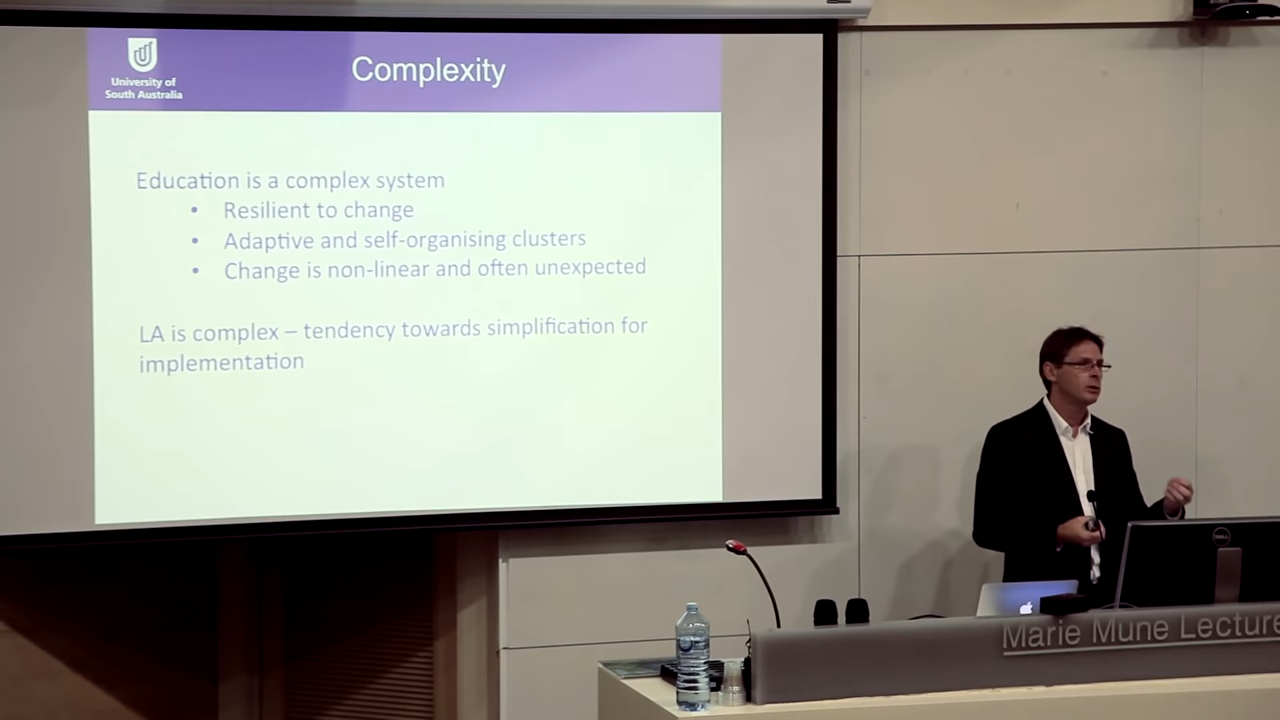 University of
South Australia
Complexity
Education is a complex system
• Resilient to change
• Adaptive and self-organising clusters
• Change is non-linear and often unexpected
LA is complex – tendency towards simplification for
implementation
DELL
Marie Mune Lecture